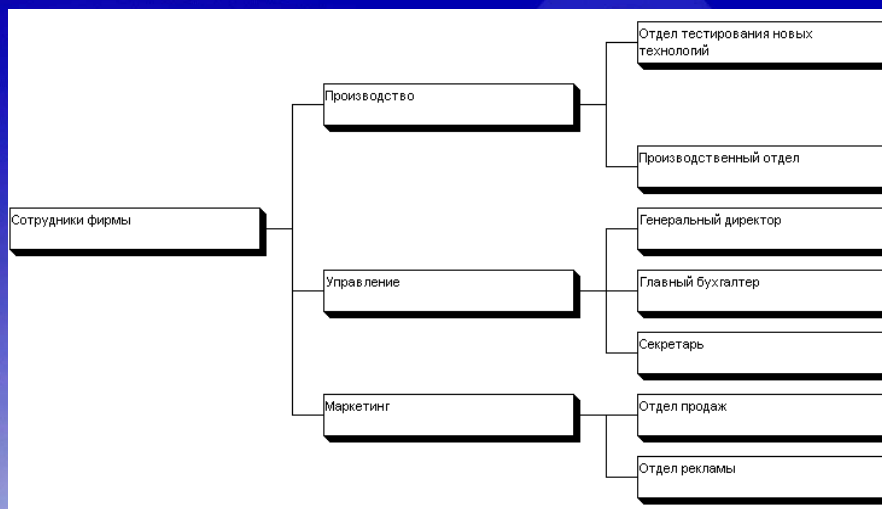 Отдел тестирования новых
технологий
Производство
Производственный отдел
Сотрудники фирмы
Генеральный директор
Управление
Главный бухгалтер
Секретарь
Маркетинг
Отдел продаж
Отдел рекламы